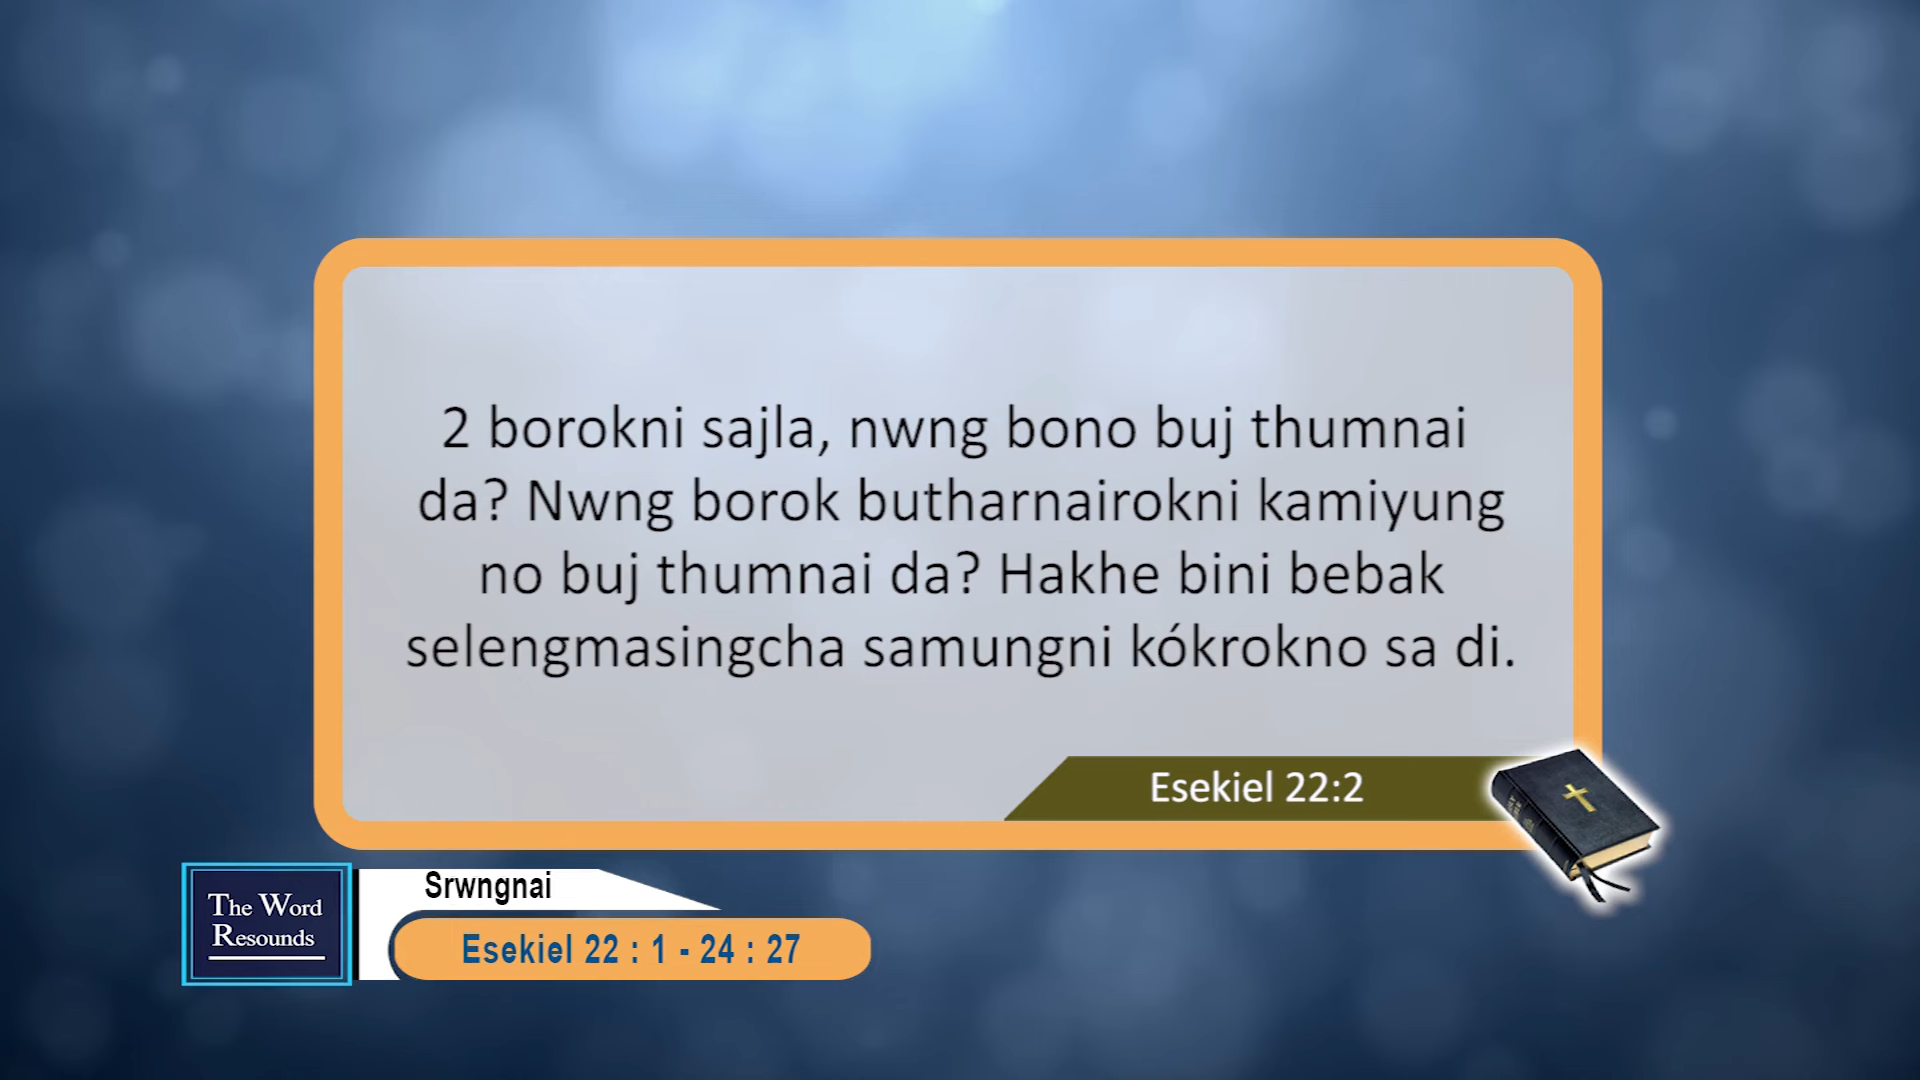 2 borokni sajla, nwng bono buj thumnai
da? Nwng borok butharnairokni kamiyung
no buj thumnai da? Hakhe bini bebak
selengmasingcha samungni kókrokno sa di.
Esekiel 22:2
Srwngnai
The Word
Resounds
Esekiel 22 : 1 - 24 : 27